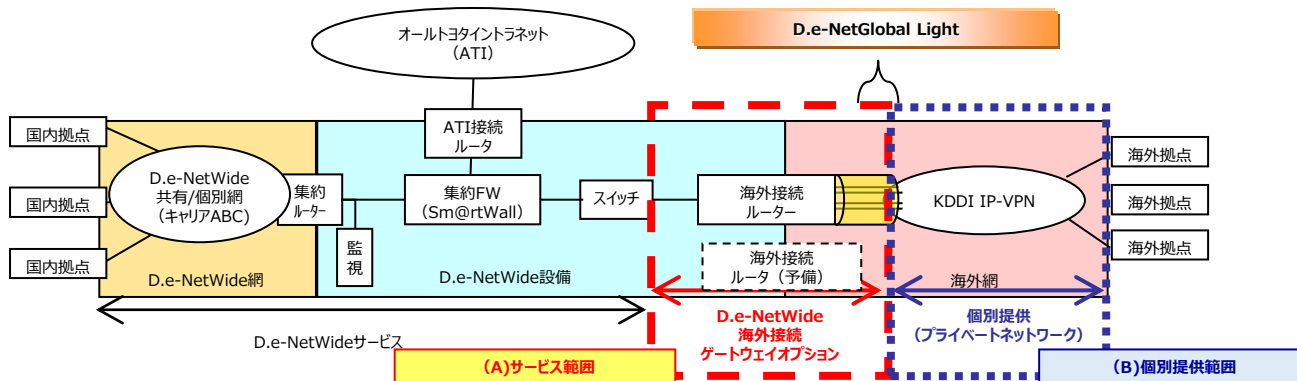 オールトヨタイントラネット
（ATI）
D.e-NetGlobal Light
国内拠点
国内拠点
国内拠点
D.e-NetWide
共有/個別網
（キャリアABC）
D.e-NetWide網
集約
ルーター
監
視
ATI接続
ルータ
集約FW
（Sm@rtWall）
スイッチ
D.e-NetWide設備
海外接続
ルーター
海外接続
ルータ（予備）
KDDI IP-VPN
海外網
海外拠点
海外拠点
海外拠点
D.e-NetWideサービス
D.e-NetWide
海外接続
ゲートウェイオプション
個別提供
（プライベートネットワーク）
(A)サービス範囲
(B)個別提供範囲